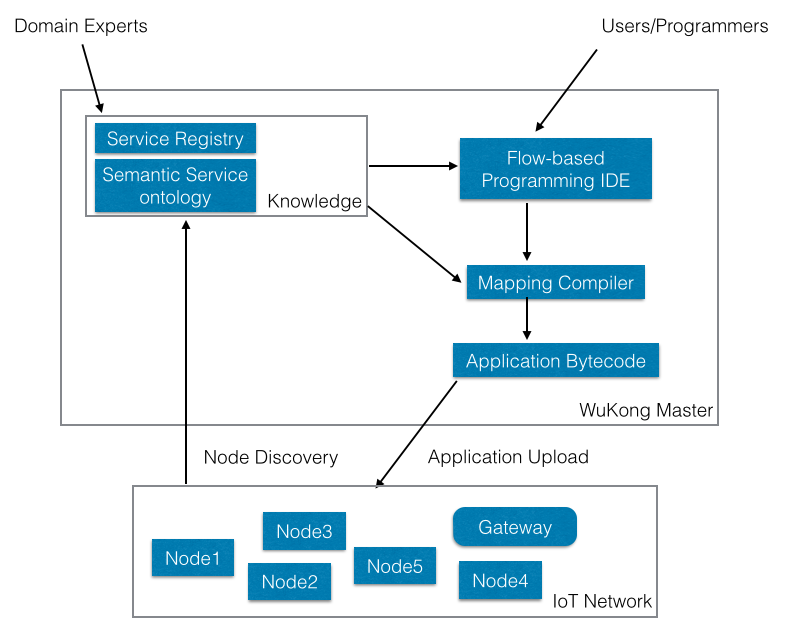 Domain Experts
Users/Programmers
Service Registry
Semantic Service
ontology
Knowledge
Flow-based
Programming IDE
Mapping Compiler
Application Bytecode
WuKong Master
Node Discovery
Application Upload
Node1
Node3
Node2
Node5
Gateway
Node4
IoT Network